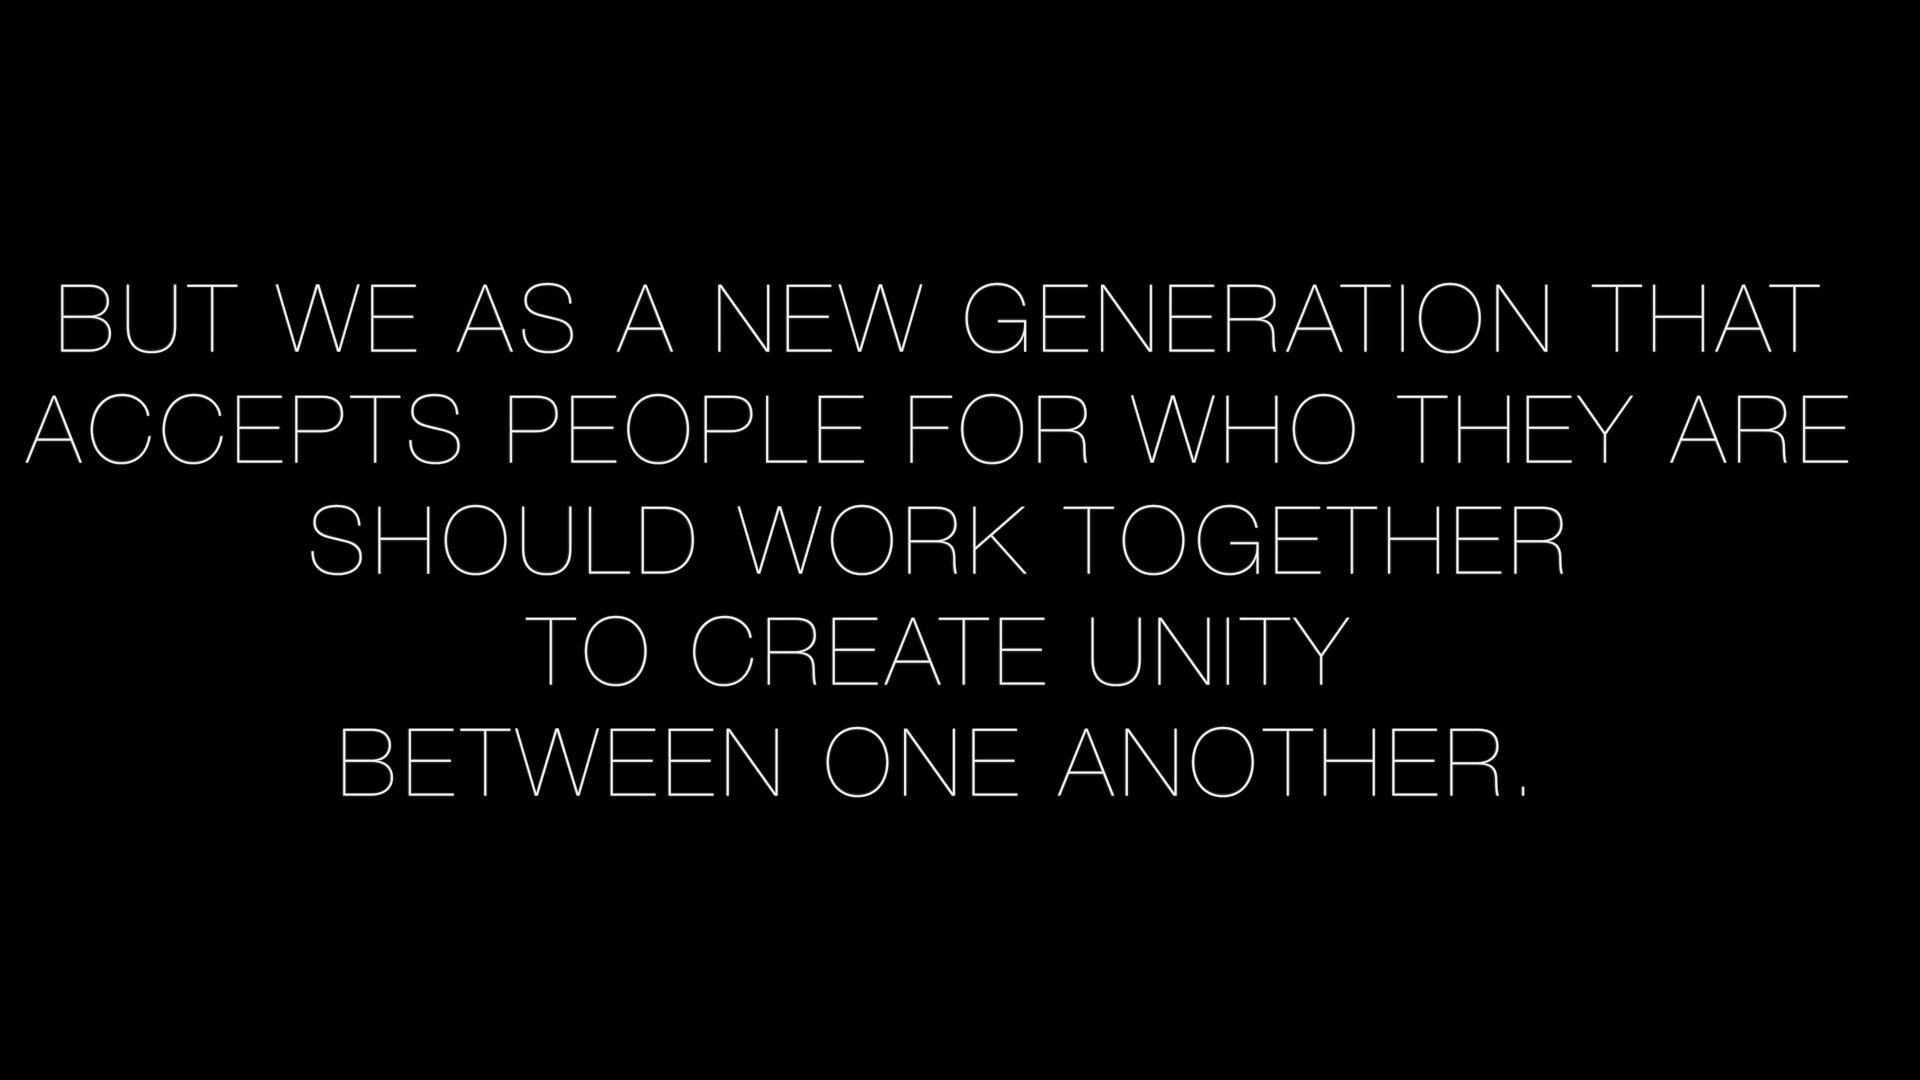 BUT WE AS A NEW GENERATION THAT
ACCEPTS PEOPLE FOR WHO THEY ARE
SHOULD WORK TOGETHER
TO CREATE UNITY
BETWEEN ONE ANOTHER.